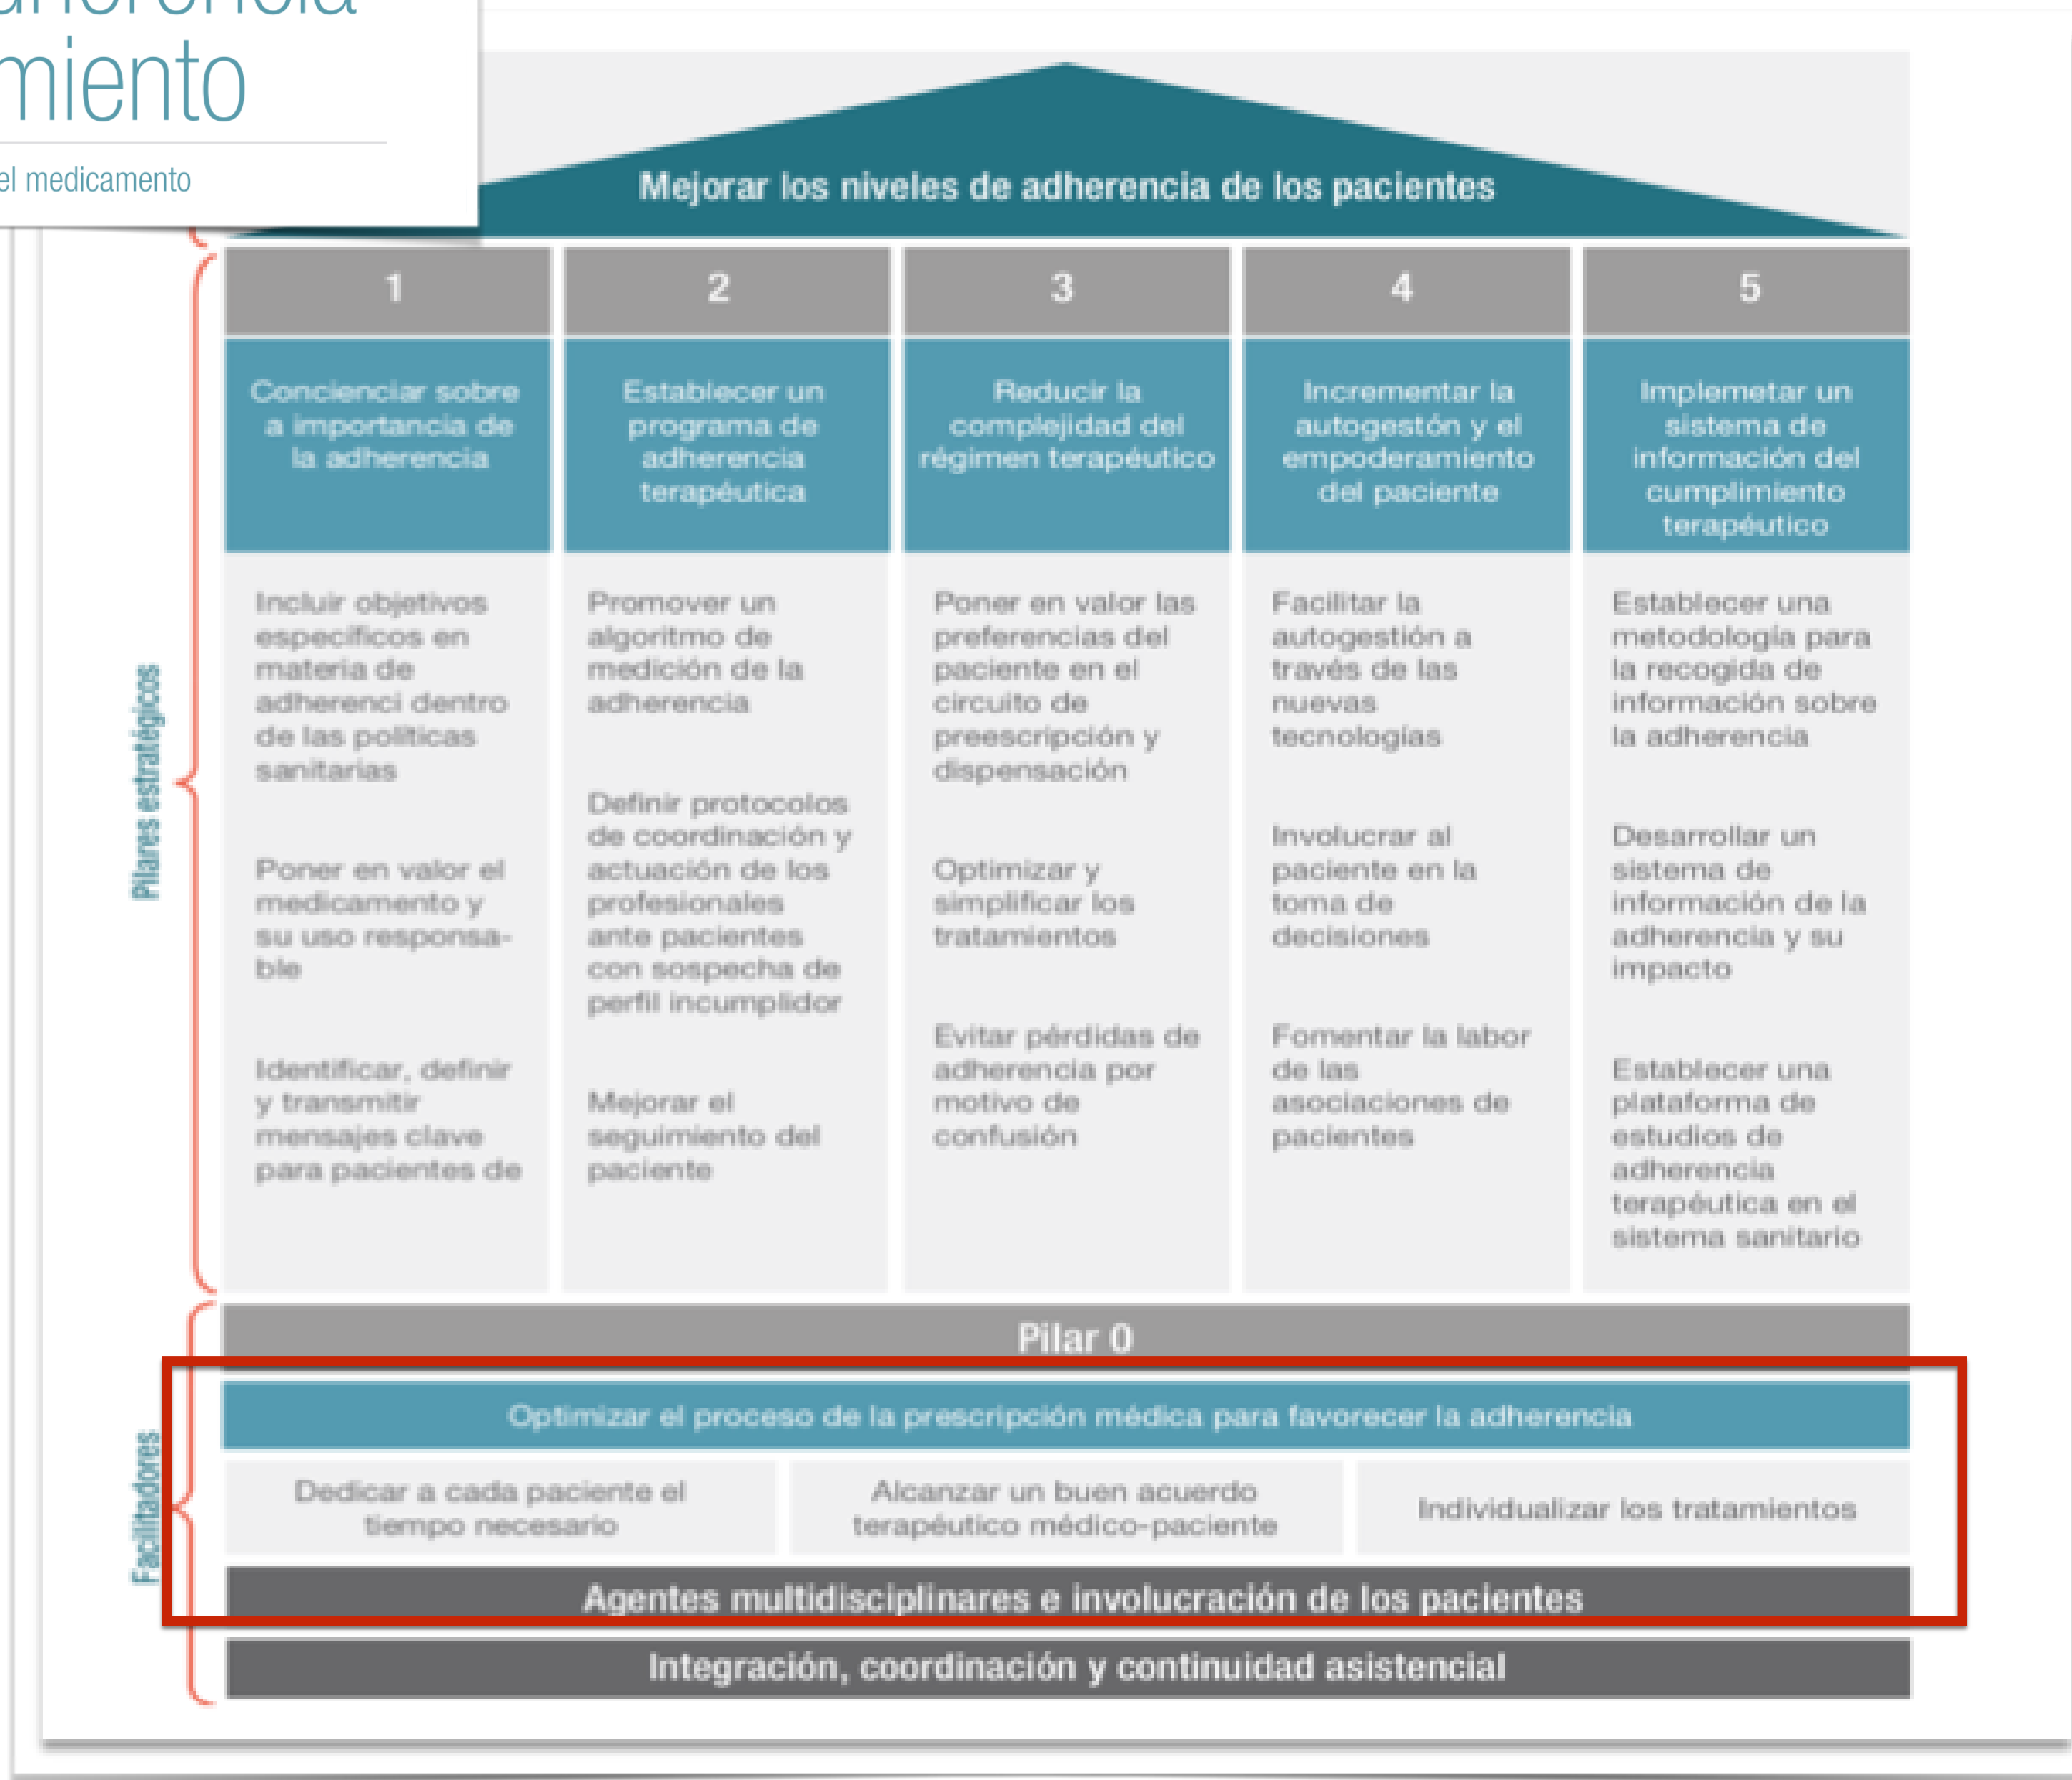 miento
el medicamento
Mejorar los niveles de adherencia de los pacientes
1
2
3
4
5
Concienciar sobre
a importancia de
la adherencia
Establecer un
programa de
adherencia
terapéutica
Reducir la
complejidad del
régimen terapéutico
Incrementar la
autogestón y el
empoderamiento
del paciente
Implemetar un
sistema de
información del
cumplimiento
terapéutico
Pilares estratégicos
Incluir objetivos
específicos en
materia de
adherenci dentro
de las políticas
sanitarias
Poner en valor el
medicamento y
su uso responsa-
ble
Identificar, definir
y transmitir
mensajes clave
para pacientes de
Promover un
algoritmo de
medición de la
adherencia
Definir protocolos
de coordinación y
actuación de los
profesionales
ante pacientes
con sospecha de
perfil incumplidor
Mejorar el
seguimiento del
paciente
Poner en valor las
preferencias del
paciente en el
circuito de
preescripción y
dispensación
Optimizar y
simplificar los
tratamientos
Evitar pérdidas de
adherencia por
motivo de
confusión
Facilitar la
autogestión a
través de las
nuevas
tecnologías
Involucrar al
paciente en la
toma de
decisiones
Fomentar la labor
de las
asociaciones de
pacientes
Establecer una
metodología para
la recogida de
información sobre
la adherencia
Desarrollar un
sistema de
información de la
adherencia y su
impacto
Establecer una
plataforma de
estudios de
adherencia
terapéutica en el
sistema sanitario
Facilitadores
Pilar 0
Optimizar el proceso de la prescripción médica para favorecer la adherencia
Dedicar a cada paciente el
tiempo necesario
Alcanzar un buen acuerdo
terapéutico médico-paciente
Individualizar los tratamientos
Agentes multidisciplinares e involucración de los pacientes
Integración, coordinación y continuidad asistencial